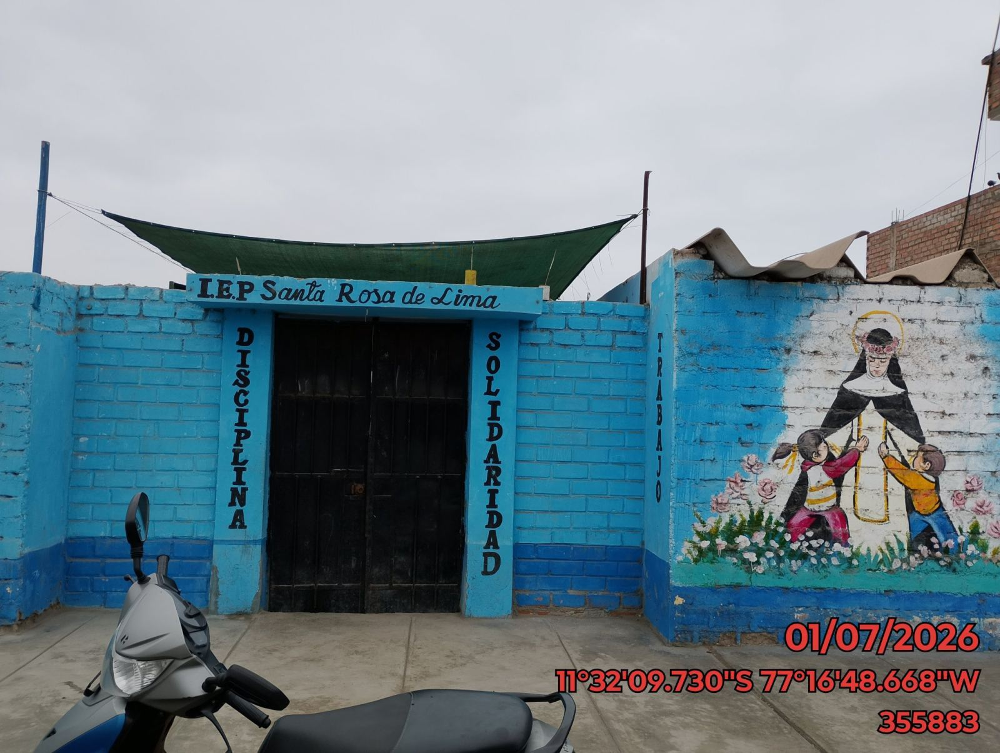 I.E.P Santa Rosa de Lima
DISCIPLINA
SOLIDARIDAD
TRABAJO
01/07/2026
11°32'09.730"S 77°16'48.668"W
355883